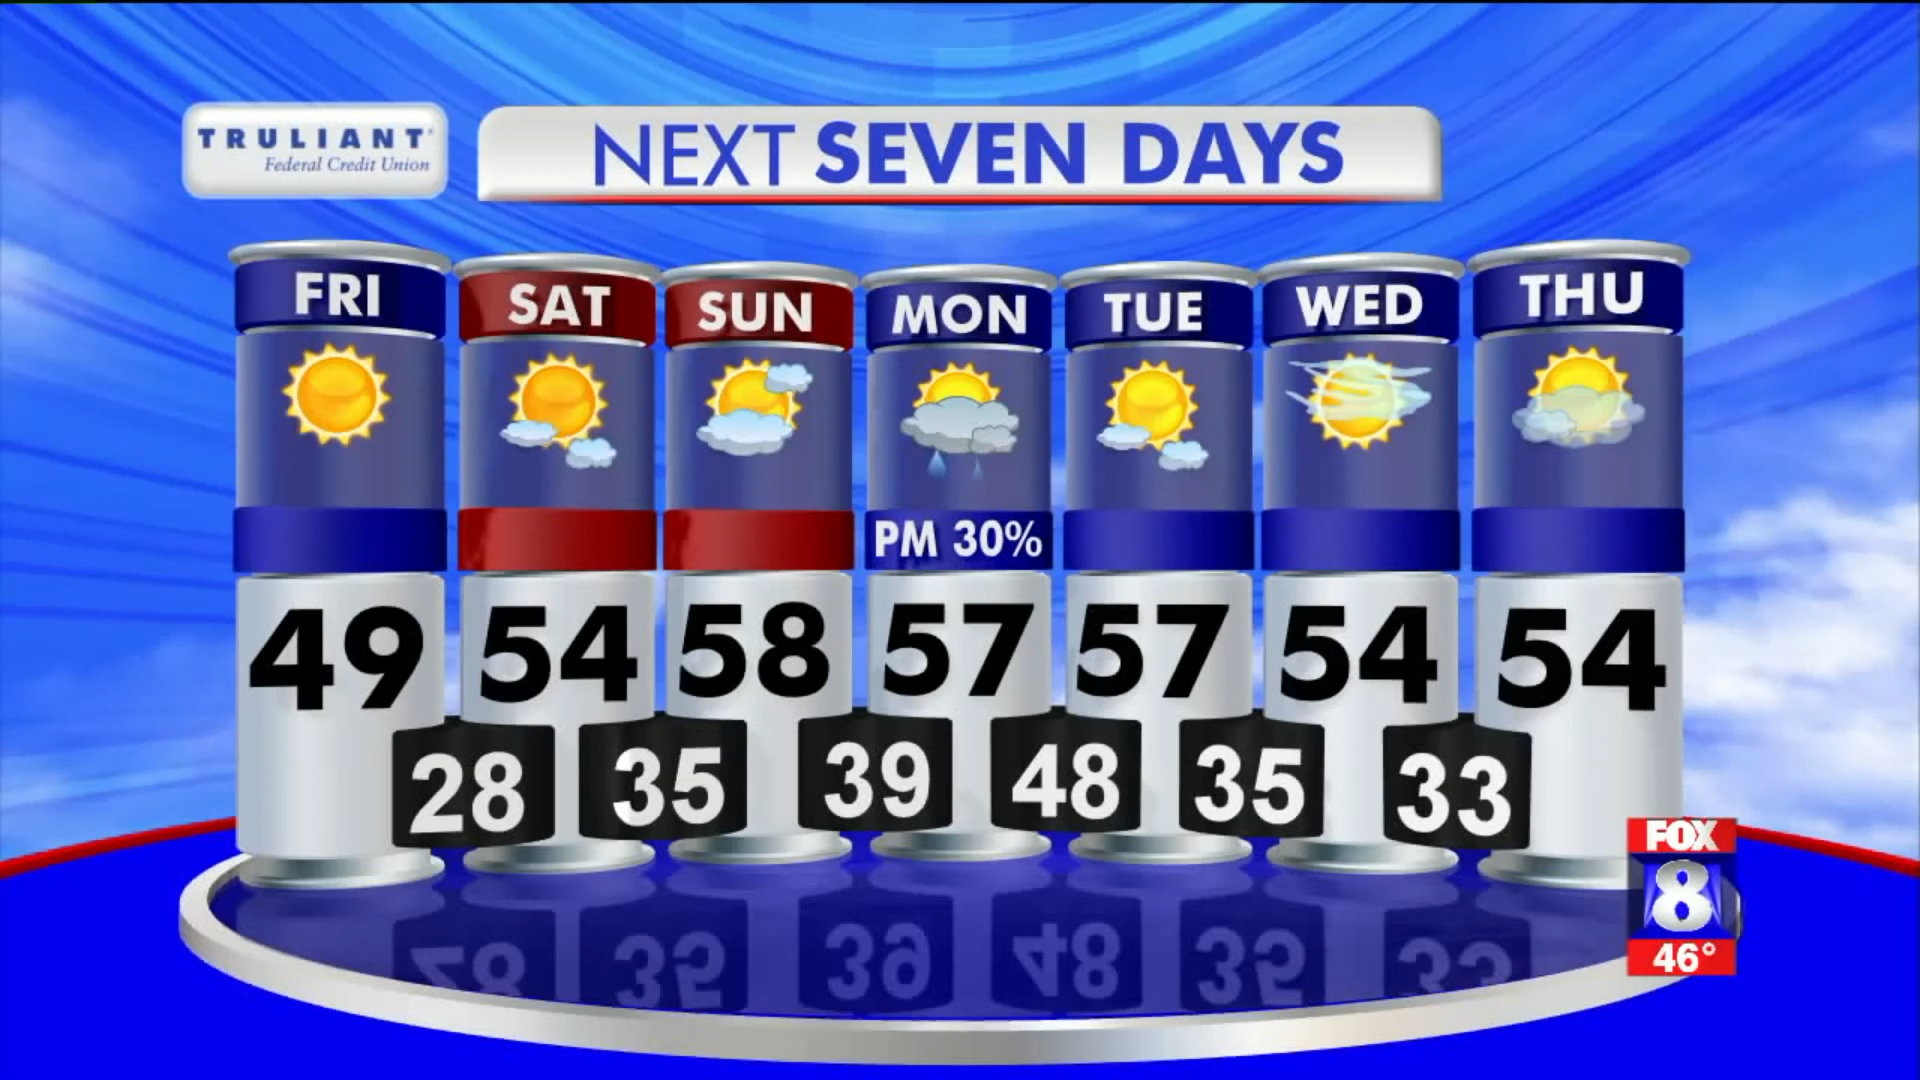 TRULIANT
Federal Credit Union
NEXT SEVEN DAYS
FRI SAT SUN MON TUE WED THU
PM 30%
49 54 58 57 57 54 54
28 35 39 48 35 33
FOX
8
46°